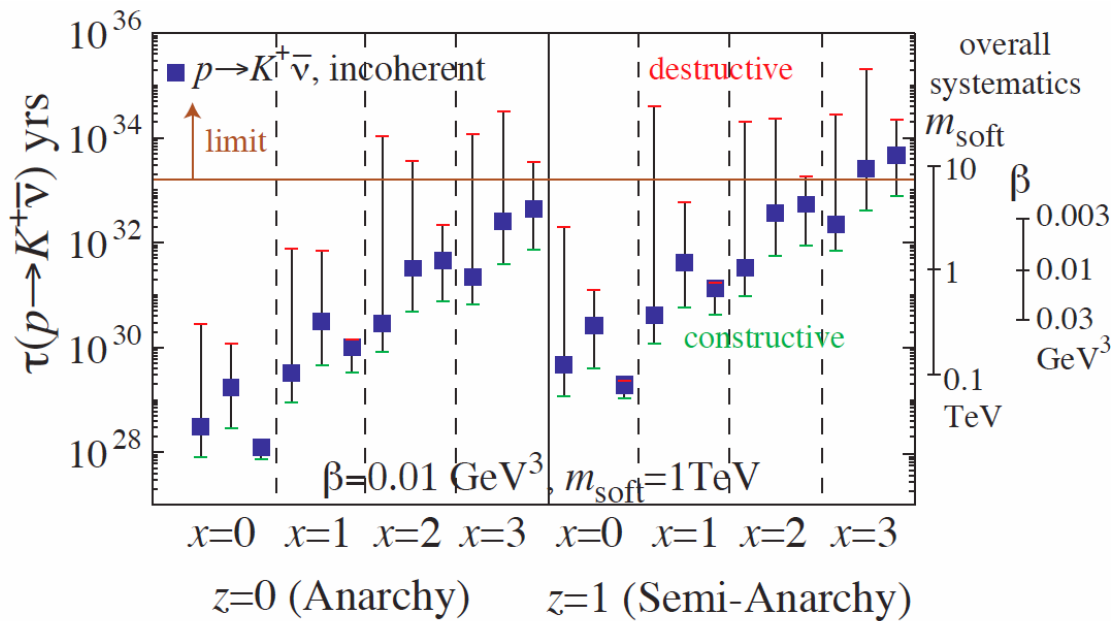 10^36
10^34
10^32
10^30
10^28
τ(p→K^+ν̄) yrs
p→K^+ν̄, incoherent
limit
destructive
constructive
β=0.01 GeV^3, m_soft=1TeV
x=0 x=1 x=2 x=3 x=0 x=1 x=2 x=3
z=0 (Anarchy) z=1 (Semi-Anarchy)
overall
systematics
m_soft
10
1
0.1
TeV
β
0.003
0.01
0.03
GeV^3